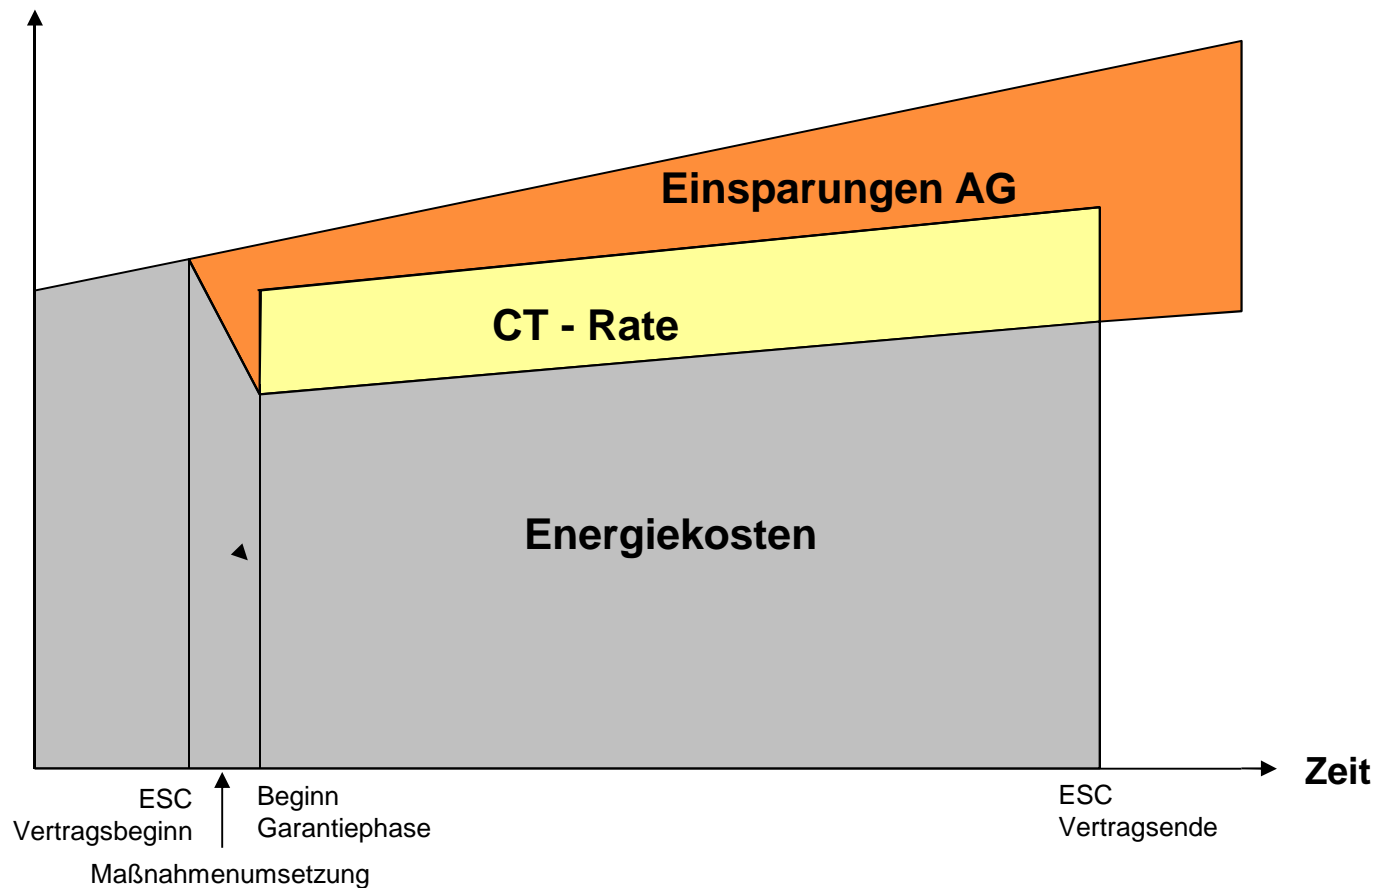 Einsparungen AG
CT - Rate
Energiekosten
Zeit
ESC
Vertragsbeginn
Beginn
Garantiephase
ESC
Vertragsende
Maßnahmenumsetzung